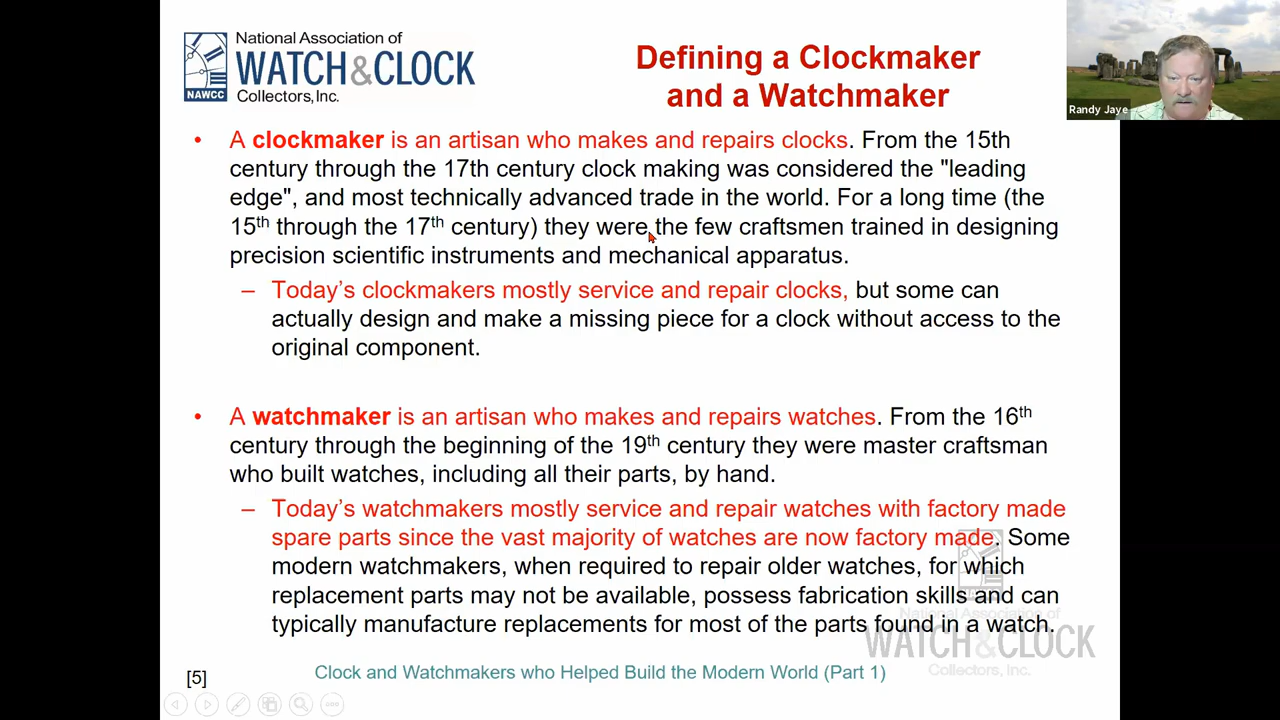 National Association of
WATCH&CLOCK
Collectors, Inc.
NAWCC
Defining a Clockmaker
and a Watchmaker
Randy Jaye
• A clockmaker is an artisan who makes and repairs clocks. From the 15th
century through the 17th century clock making was considered the "leading
edge", and most technically advanced trade in the world. For a long time (the
15th through the 17th century) they were the few craftsmen trained in designing
precision scientific instruments and mechanical apparatus.
– Today's clockmakers mostly service and repair clocks, but some can
actually design and make a missing piece for a clock without access to the
original component.
• A watchmaker is an artisan who makes and repairs watches. From the 16th
century through the beginning of the 19th century they were master craftsman
who built watches, including all their parts, by hand.
– Today's watchmakers mostly service and repair watches with factory made
spare parts since the vast majority of watches are now factory made. Some
modern watchmakers, when required to repair older watches, for which
replacement parts may not be available, possess fabrication skills and can
typically manufacture replacements for most of the parts found in a watch.
NAWCC
National Association of
WATCH&CLOCK
Collectors, Inc.
[5]
Clock and Watchmakers who Helped Build the Modern World (Part 1)